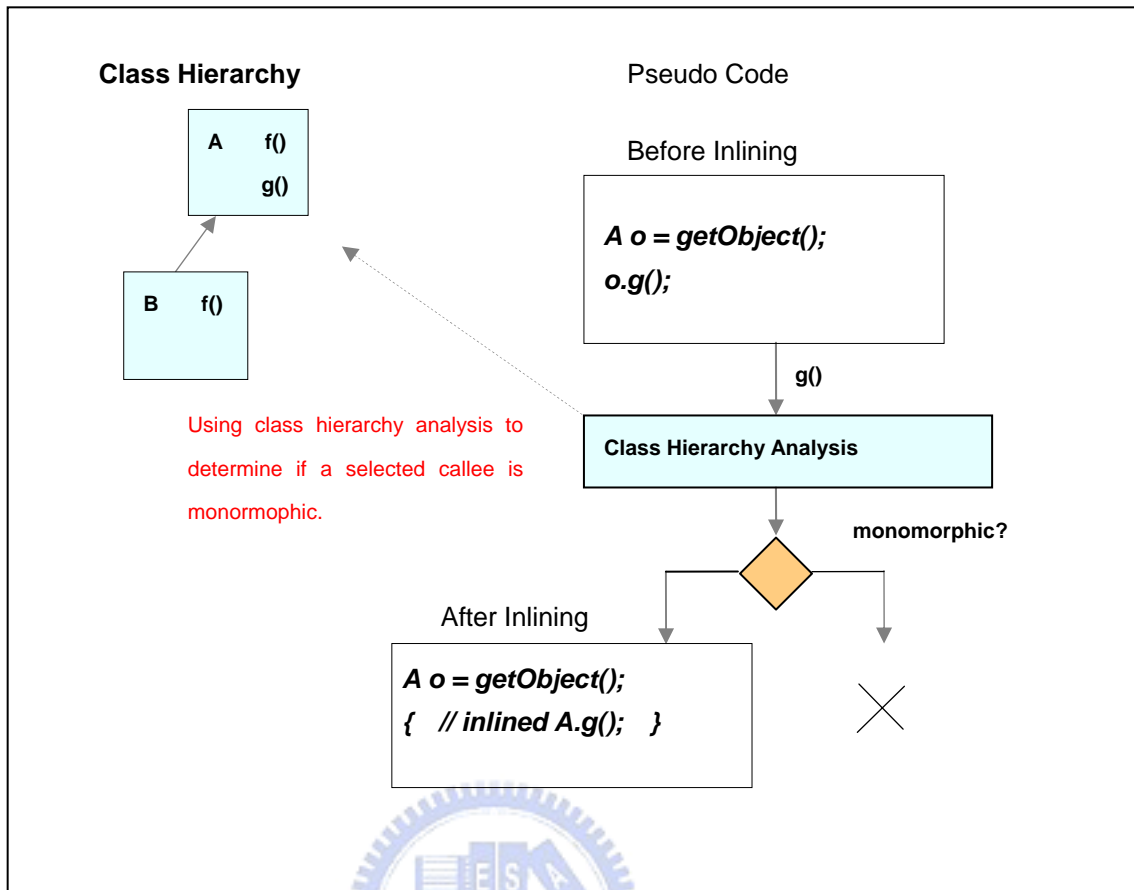 Class Hierarchy
A f()
g()
B f()
Using class hierarchy analysis to
determine if a selected callee is
monormophic.
Pseudo Code
Before Inlining
A o = getObject();
o.g();
g()
Class Hierarchy Analysis
monomorphic?
After Inlining
A o = getObject();
{ // inlined A.g(); }
E S